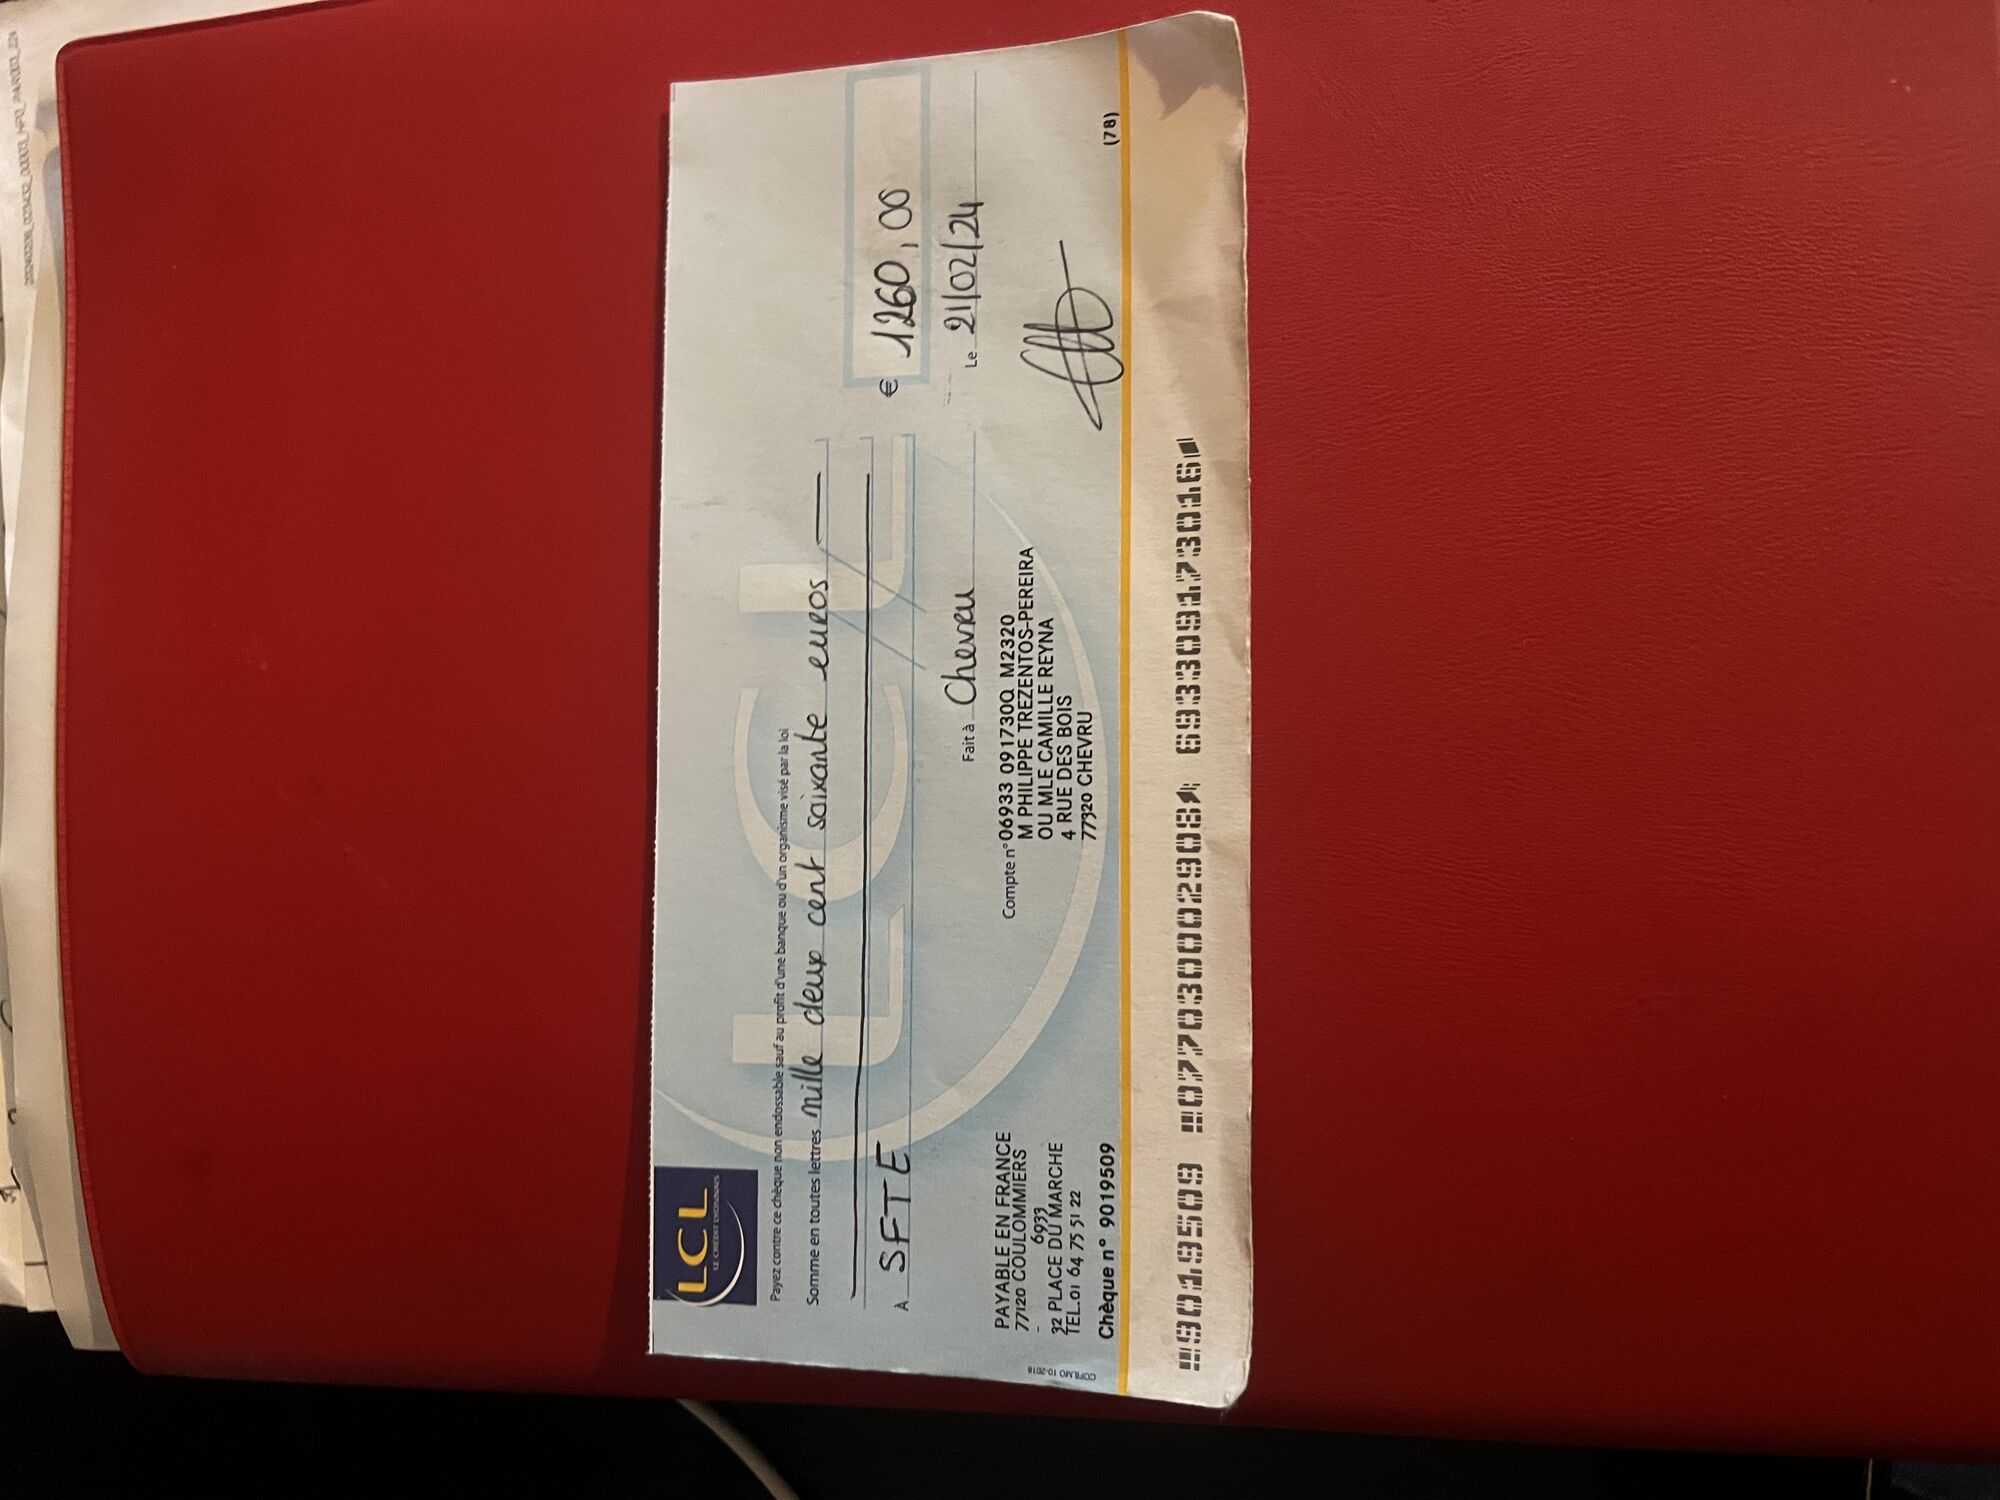 LCL
LE CRÉDIT LYONNAIS
Payez contre ce chèque non endossable sauf au profit d'une banque ou d'un organisme visé par la loi
Somme en toutes lettres mille deux cent soixante euros
€ 1260,00
A SFTE
Fait à Chevru
Le 21/02/24
PAYABLE EN FRANCE
77120 COULOMMIERS
- 6933
32 PLACE DU MARCHE
TEL.01 64 75 51 22
Chèque n° 9019509
Compte n° 06933 091730Q M2320
M PHILIPPE TREZENTOS-PEREIRA
OU MLE CAMILLE REYNA
4 RUE DES BOIS
77320 CHEVRU
(78)
COFILMO 10-2018
9019509 077030002908 693309173016